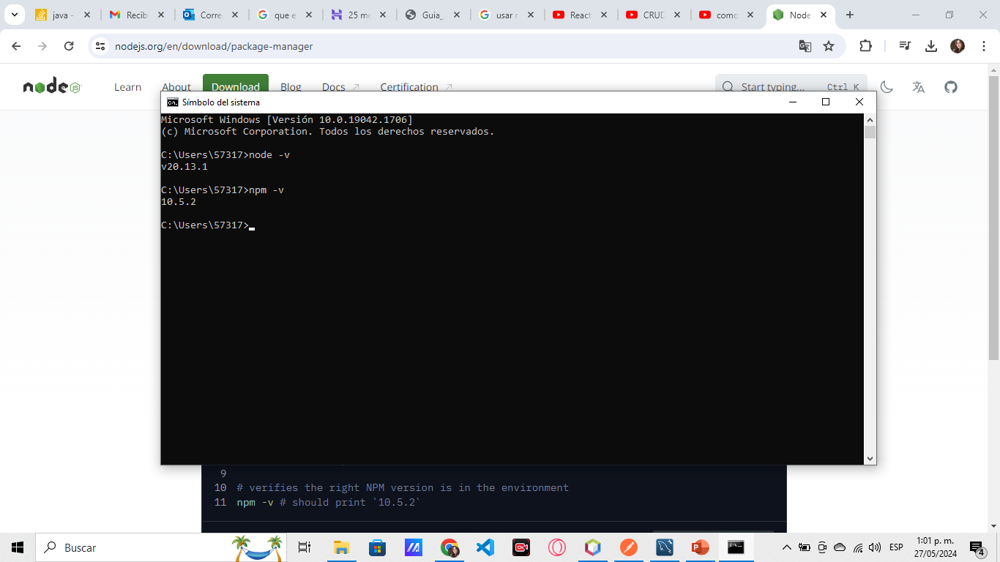 java -
Recib
Corre
que e
25 me
Guia_
usar r
React
CRUD
como
Node
nodejs.org/en/download/package-manager
node JS
Learn
About
Download
Blog
Docs
Certification
Start typing...
Ctrl K
Símbolo del sistema
Microsoft Windows [Versión 10.0.19042.1706]
(c) Microsoft Corporation. Todos los derechos reservados.
C:\Users\57317>node -v
v20.13.1
C:\Users\57317>npm -v
10.5.2
C:\Users\57317>
9
10 # verifies the right NPM version is in the environment
11 npm -v # should print `10.5.2`
Buscar
ESP
1:01 p. m.
27/05/2024
4